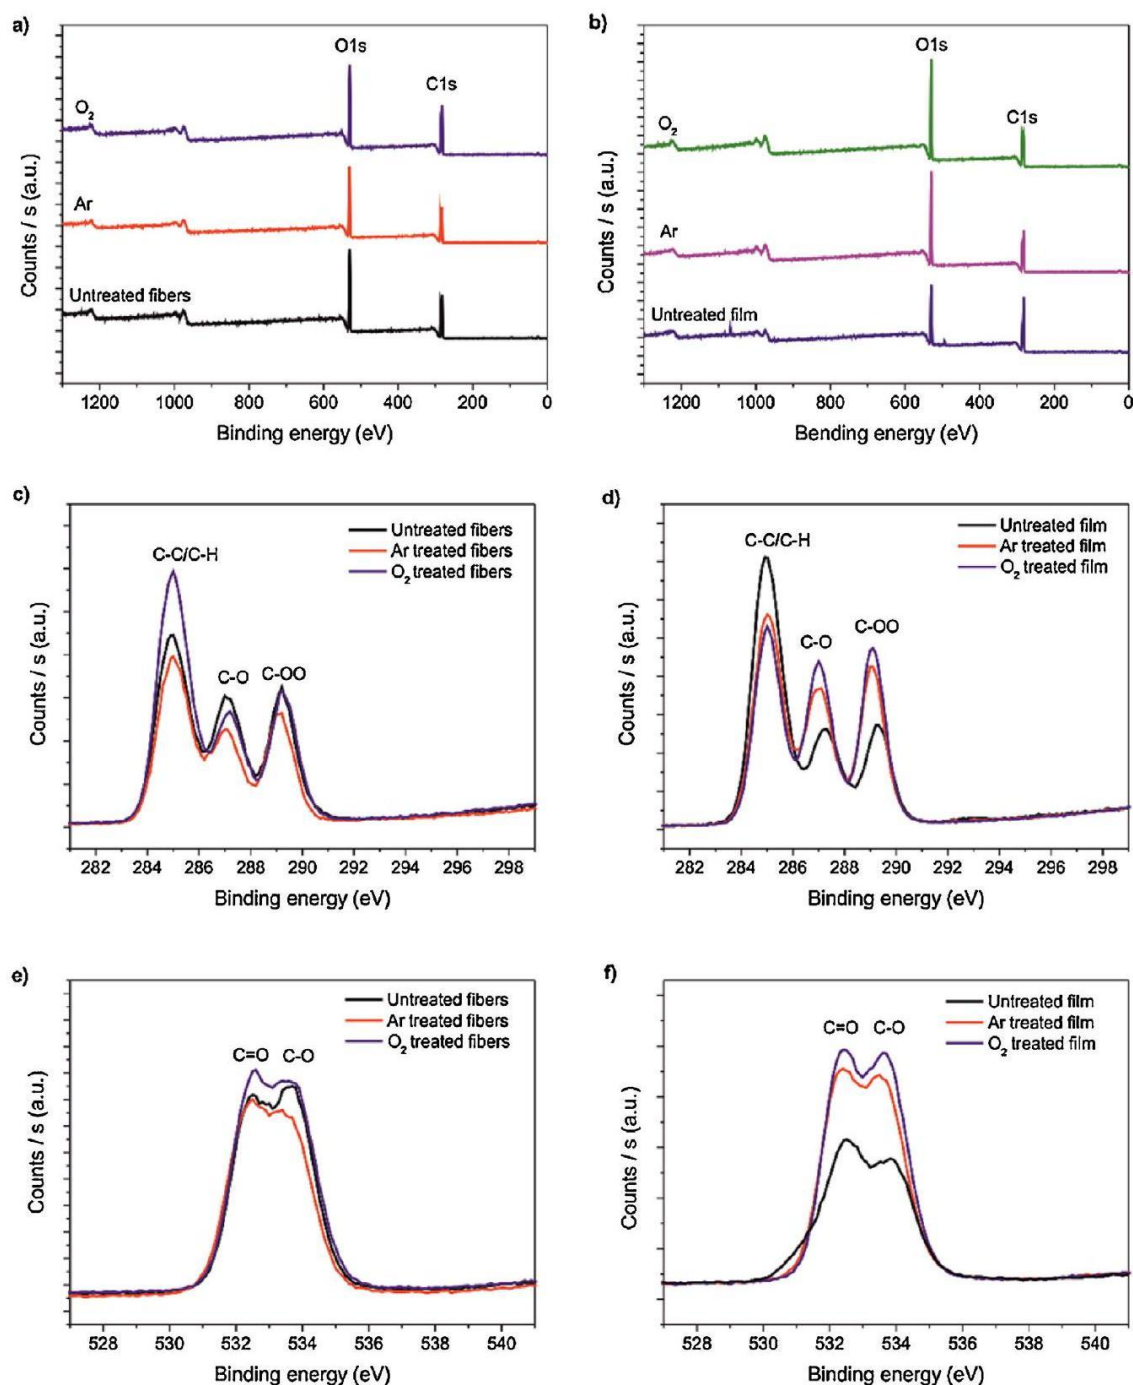 a)
O1s
C1s
O2
Ar
Untreated fibers
Counts / s (a.u.)
1200 1000 800 600 400 200 0
Binding energy (eV)
b)
O1s
C1s
O2
Ar
Untreated film
Counts / s (a.u.)
1200 1000 800 600 400 200 0
Bending energy (eV)
c)
Untreated fibers
Ar treated fibers
O2 treated fibers
C-C/C-H
C-O
C-OO
Counts / s (a.u.)
282 284 286 288 290 292 294 296 298
Binding energy (eV)
d)
Untreated film
Ar treated film
O2 treated film
C-C/C-H
C-O
C-OO
Counts / s (a.u.)
282 284 286 288 290 292 294 296 298
Binding energy (eV)
e)
Untreated fibers
Ar treated fibers
O2 treated fibers
C=O
C-O
Counts / s (a.u.)
528 530 532 534 536 538 540
Binding energy (eV)
f)
Untreated film
Ar treated film
O2 treated film
C=O
C-O
Counts / s (a.u.)
528 530 532 534 536 538 540
Binding energy (eV)